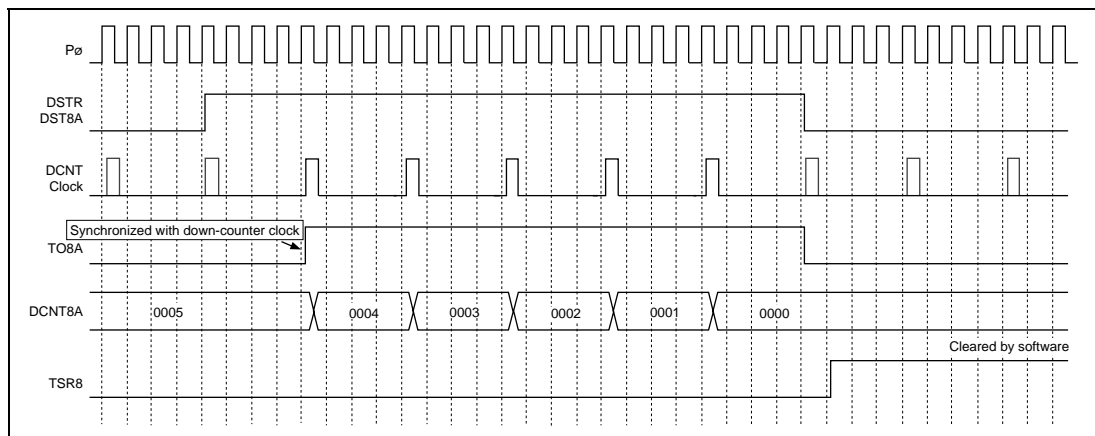 Pø
DSTR
DST8A
DCNT
Clock
Synchronized with down-counter clock
TO8A
DCNT8A
0005
0004
0003
0002
0001
0000
Cleared by software
TSR8